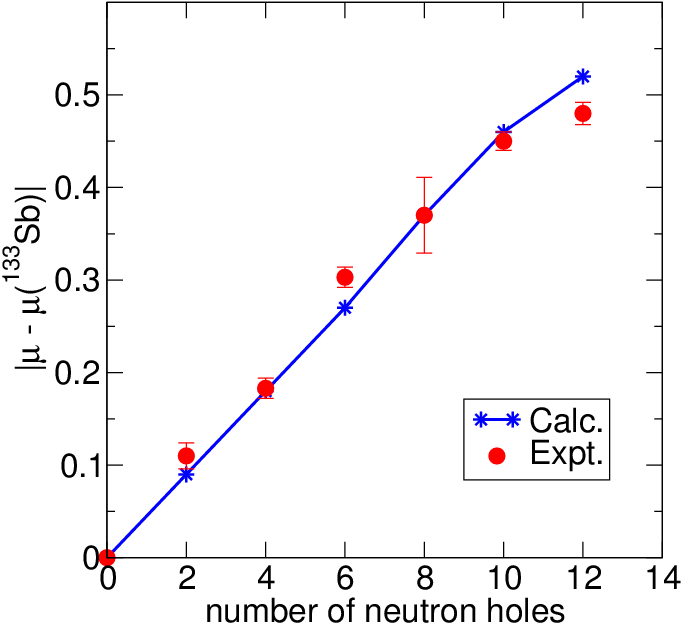 0.5
0.4
0.3
0.2
0.1
0
0 2 4 6 8 10 12 14
|μ - μ(¹³³Sb)|
number of neutron holes
Calc.
Expt.